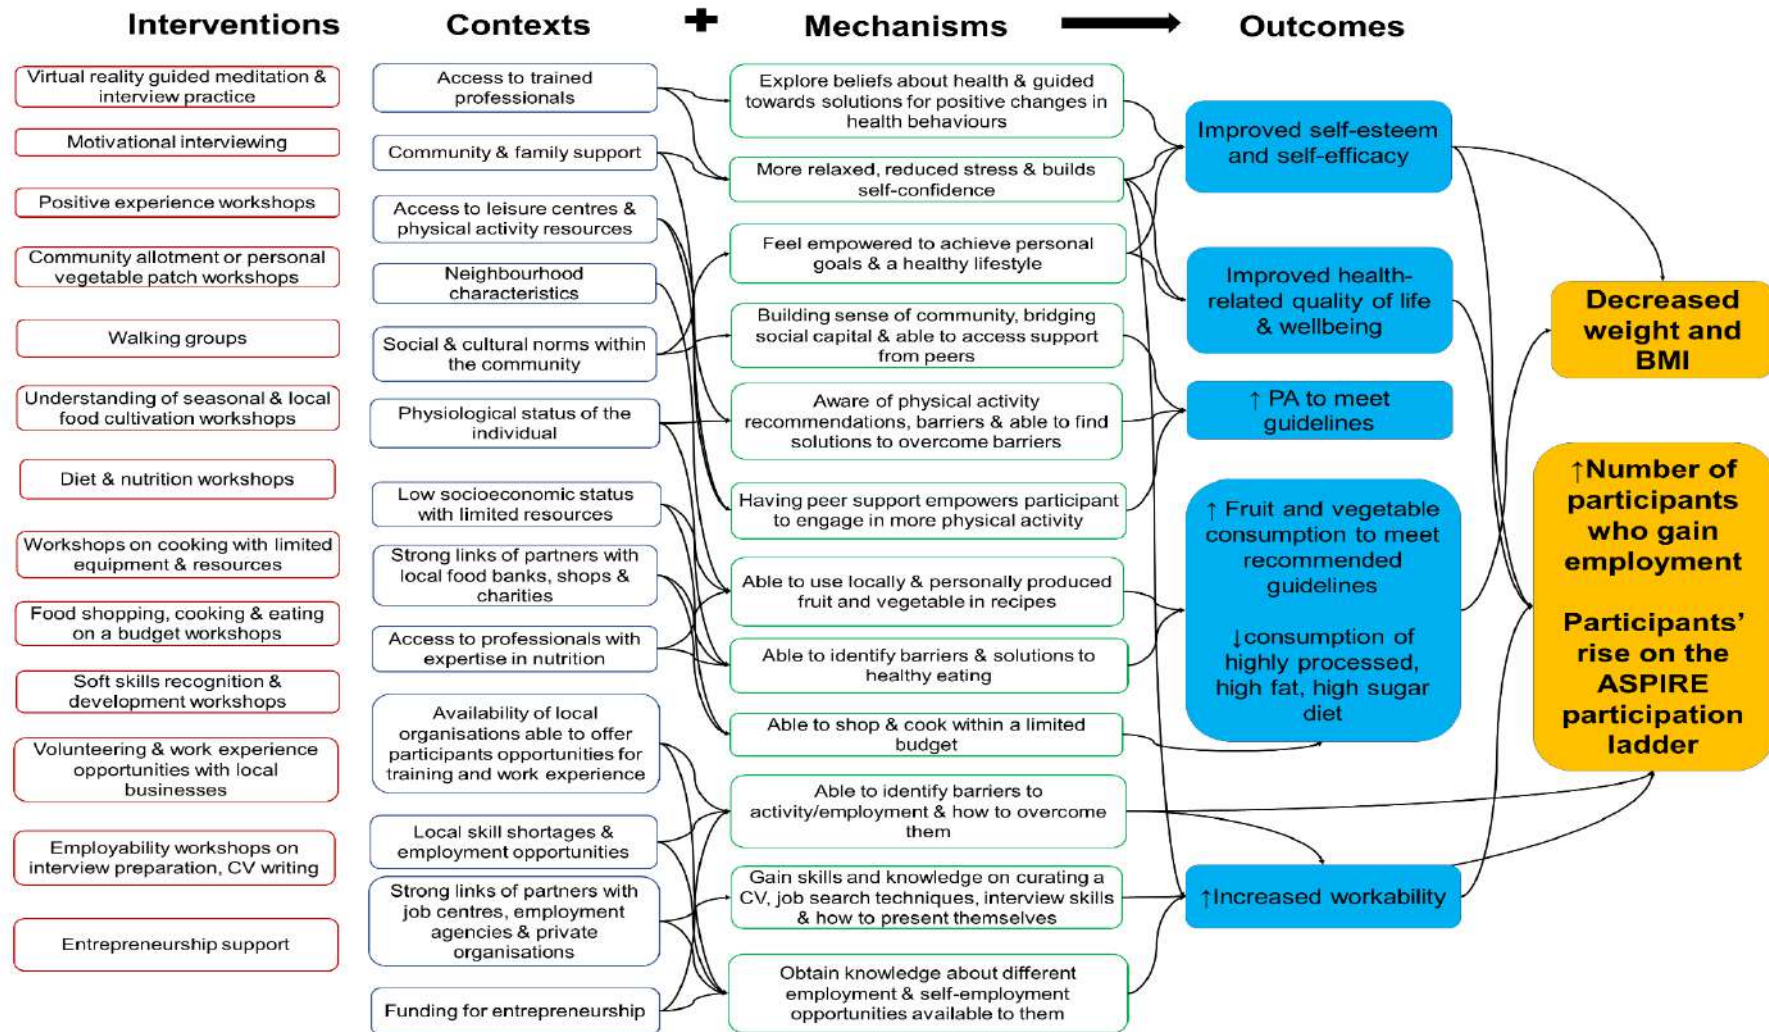 Interventions
Contexts
+
Mechanisms
Outcomes
Virtual reality guided meditation &
interview practice
Motivational interviewing
Positive experience workshops
Community allotment or personal
vegetable patch workshops
Walking groups
Understanding of seasonal & local
food cultivation workshops
Diet & nutrition workshops
Workshops on cooking with limited
equipment & resources
Food shopping, cooking & eating
on a budget workshops
Soft skills recognition &
development workshops
Volunteering & work experience
opportunities with local
businesses
Employability workshops on
interview preparation, CV writing
Entrepreneurship support
Access to trained
professionals
Community & family support
Access to leisure centres &
physical activity resources
Neighbourhood
characteristics
Social & cultural norms within
the community
Physiological status of the
individual
Low socioeconomic status
with limited resources
Strong links of partners with
local food banks, shops &
charities
Access to professionals with
expertise in nutrition
Availability of local
organisations able to offer
participants opportunities for
training and work experience
Local skill shortages &
employment opportunities
Strong links of partners with
job centres, employment
agencies & private
organisations
Funding for entrepreneurship
Explore beliefs about health & guided
towards solutions for positive changes in
health behaviours
More relaxed, reduced stress & builds
self-confidence
Feel empowered to achieve personal
goals & a healthy lifestyle
Building sense of community, bridging
social capital & able to access support
from peers
Aware of physical activity
recommendations, barriers & able to find
solutions to overcome barriers
Having peer support empowers participant
to engage in more physical activity
Able to use locally & personally produced
fruit and vegetable in recipes
Able to identify barriers & solutions to
healthy eating
Able to shop & cook within a limited
budget
Able to identify barriers to
activity/employment & how to overcome
them
Gain skills and knowledge on curating a
CV, job search techniques, interview skills
& how to present themselves
Obtain knowledge about different
employment & self-employment
opportunities available to them
Improved self-esteem
and self-efficacy
Improved health-
related quality of life
& wellbeing
↑ PA to meet
guidelines
↑ Fruit and vegetable
consumption to meet
recommended
guidelines
↓consumption of
highly processed,
high fat, high sugar
diet
↑Increased workability
Decreased
weight and
BMI
↑Number of
participants
who gain
employment
Participants’
rise on the
ASPIRE
participation
ladder